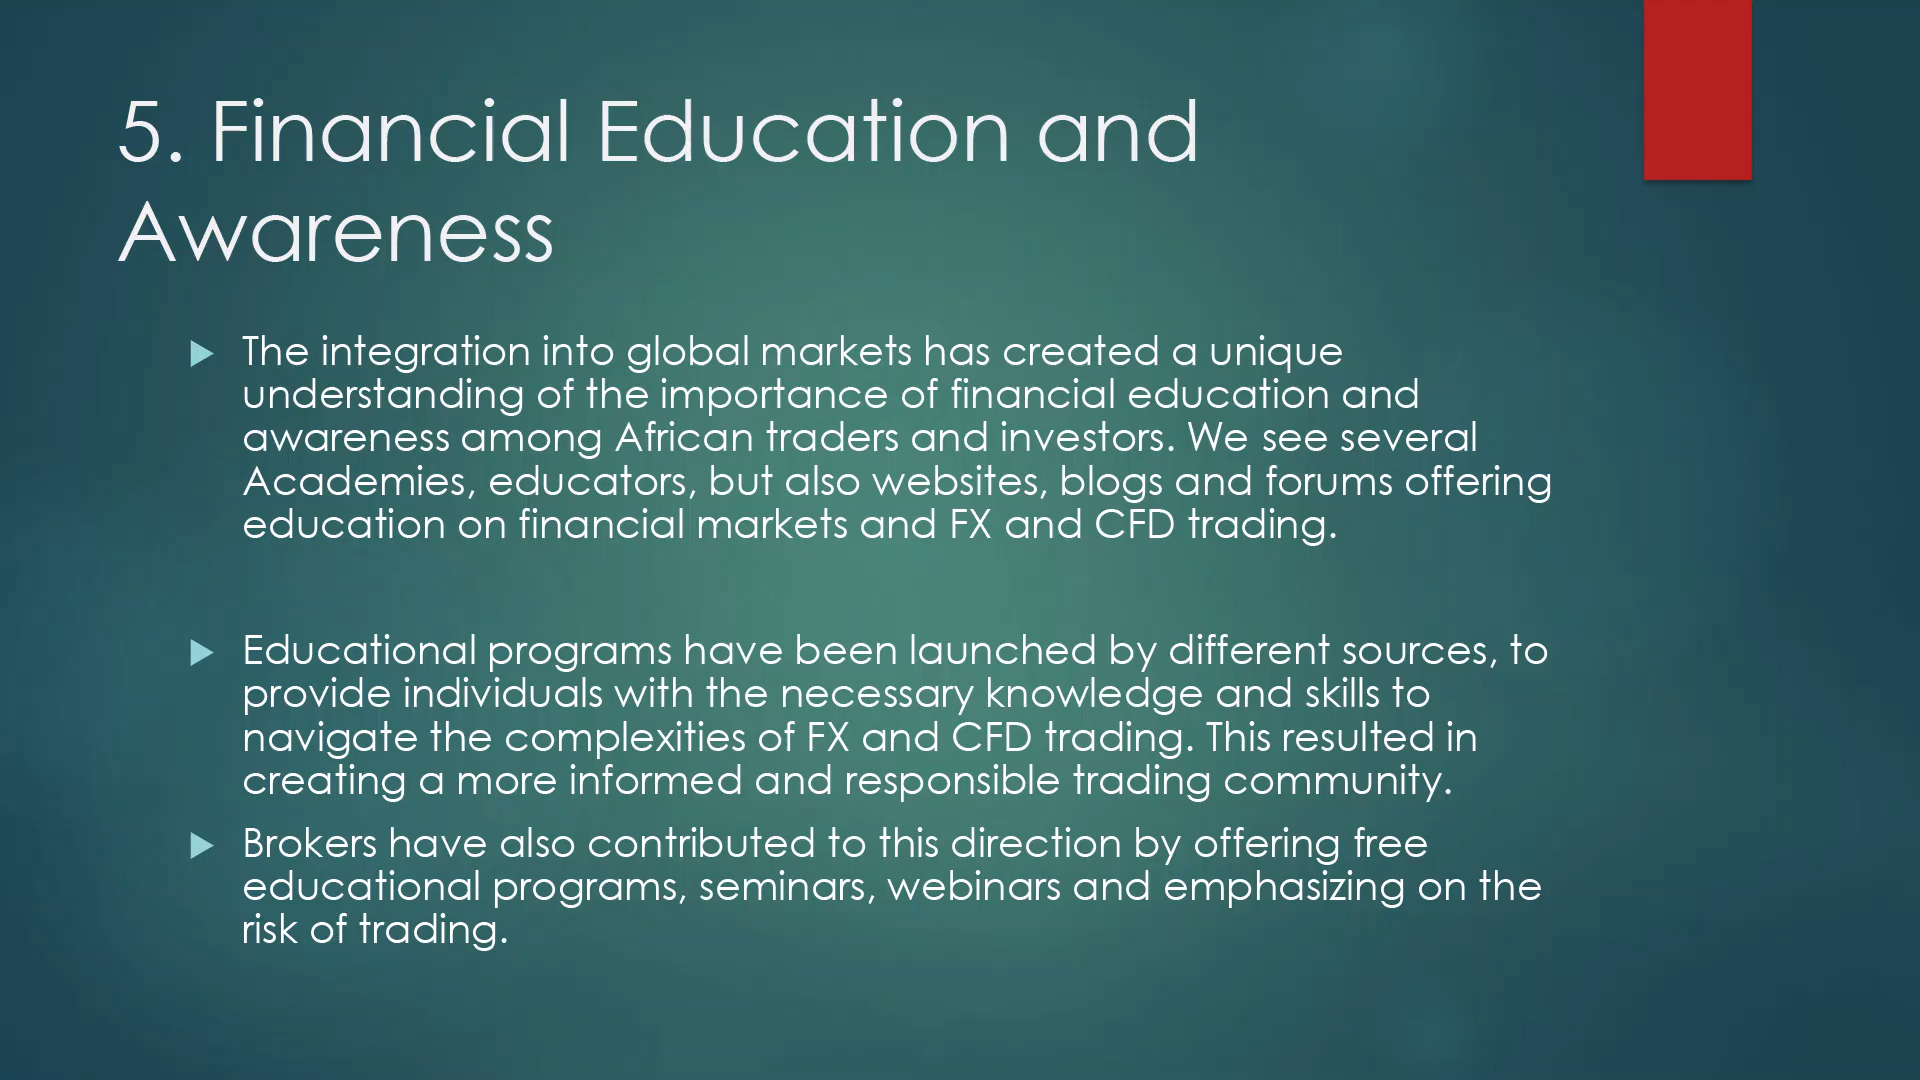 5. Financial Education and
Awareness
The integration into global markets has created a unique
understanding of the importance of financial education and
awareness among African traders and investors. We see several
Academies, educators, but also websites, blogs and forums offering
education on financial markets and FX and CFD trading.
Educational programs have been launched by different sources, to
provide individuals with the necessary knowledge and skills to
navigate the complexities of FX and CFD trading. This resulted in
creating a more informed and responsible trading community.
Brokers have also contributed to this direction by offering free
educational programs, seminars, webinars and emphasizing on the
risk of trading.